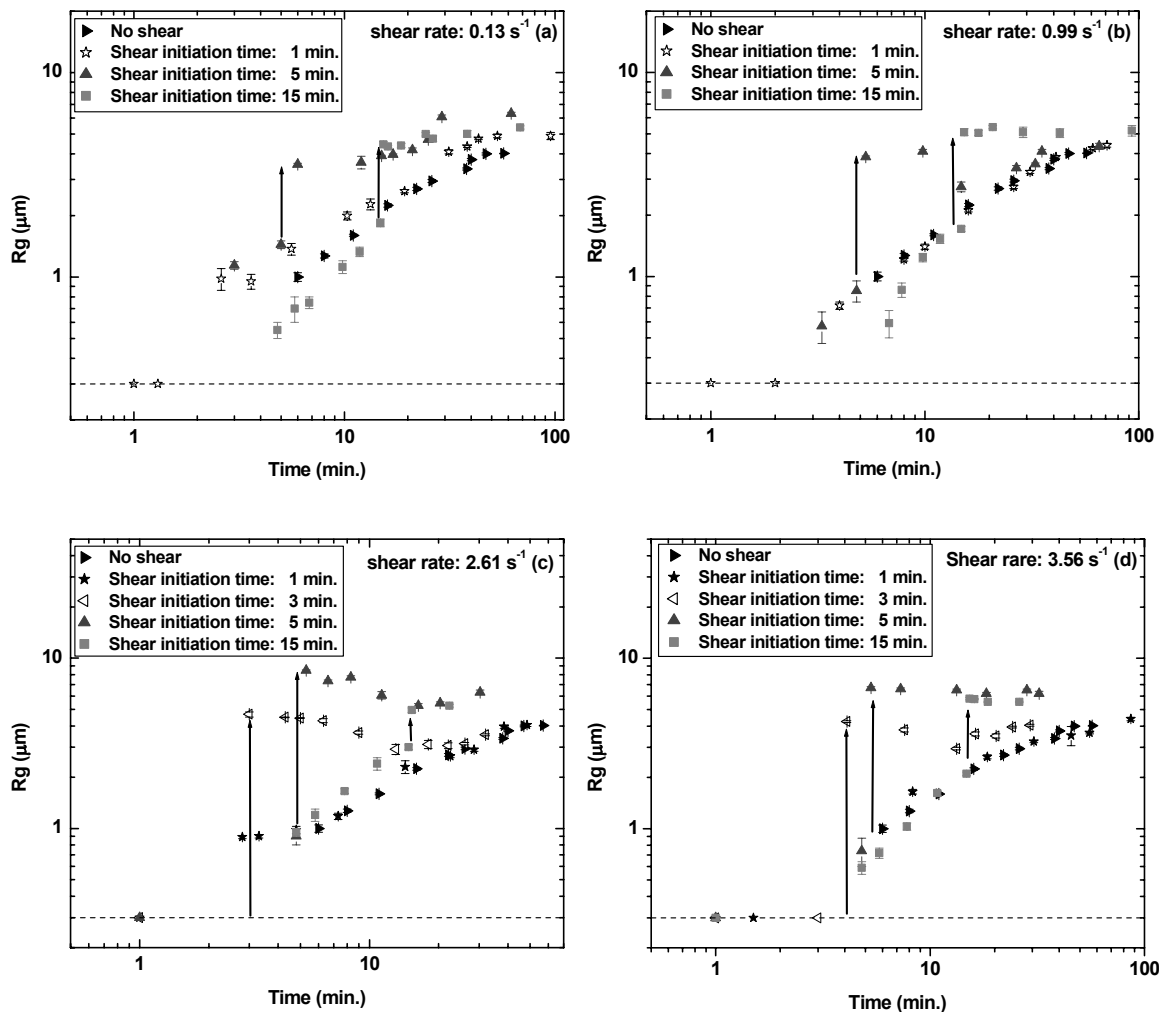 No shear
Shear initiation time: 1 min.
Shear initiation time: 5 min.
Shear initiation time: 15 min.
shear rate: 0.13 s⁻¹ (a)
10
1
Rg (μm)
1
10
100
Time (min.)
No shear
Shear initiation time: 1 min.
Shear initiation time: 5 min.
Shear initiation time: 15 min.
shear rate: 0.99 s⁻¹ (b)
10
1
Rg (μm)
1
10
100
Time (min.)
No shear
Shear initiation time: 1 min.
Shear initiation time: 3 min.
Shear initiation time: 5 min.
Shear initiation time: 15 min.
shear rate: 2.61 s⁻¹ (c)
10
1
Rg (μm)
1
10
Time (min.)
No shear
Shear initiation time: 1 min.
Shear initiation time: 3 min.
Shear initiation time: 5 min.
Shear initiation time: 15 min.
Shear rare: 3.56 s⁻¹ (d)
10
1
Rg (μm)
1
10
100
Time (min.)